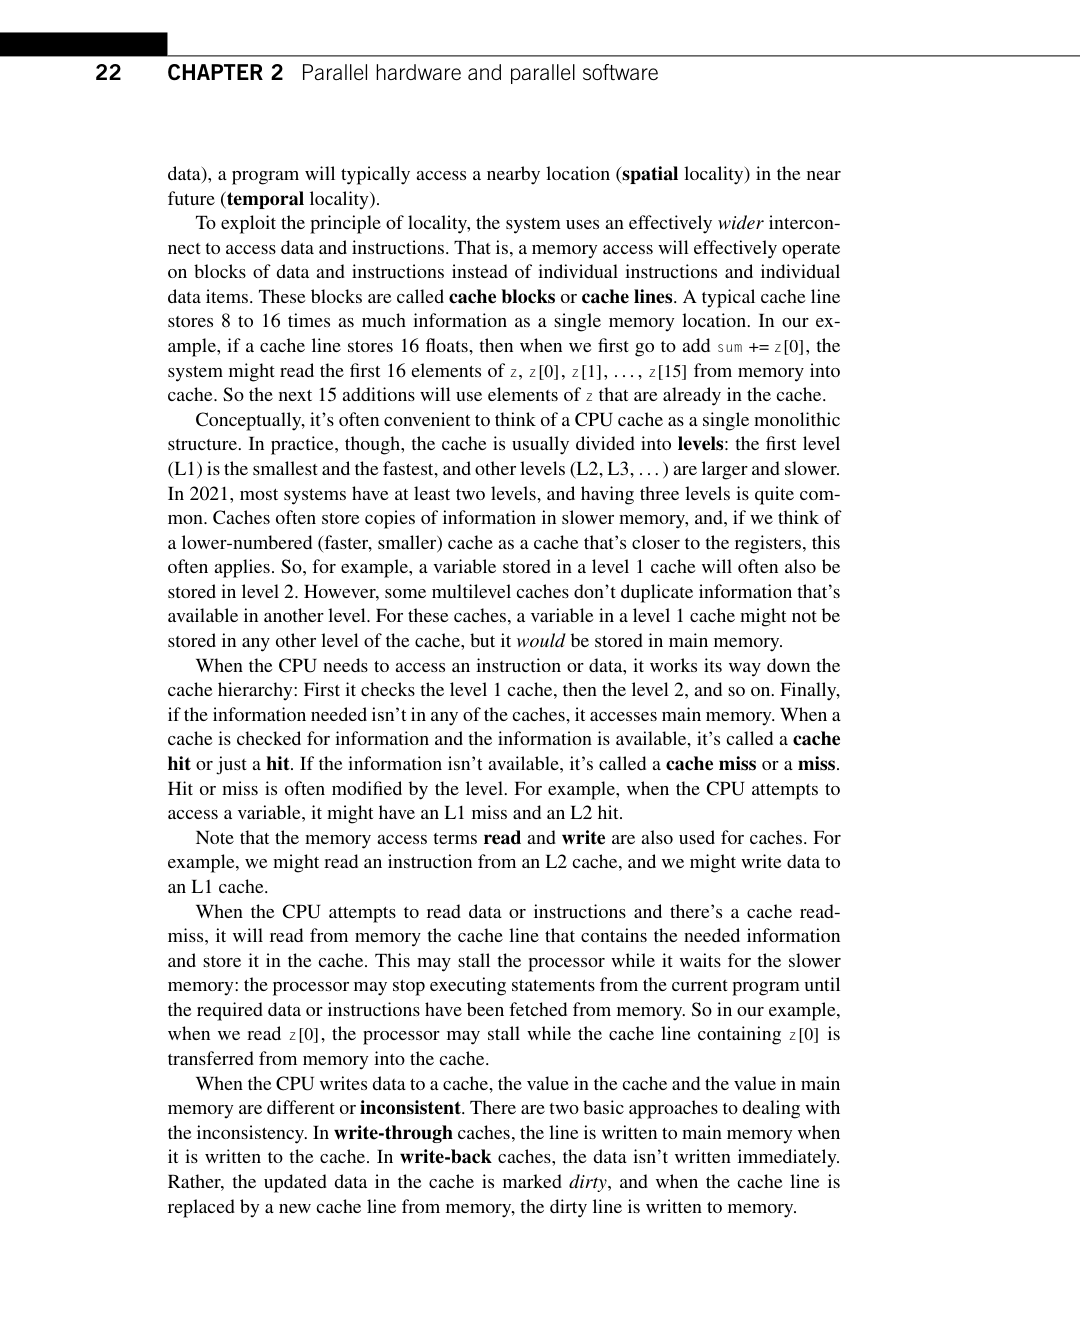 22 CHAPTER 2 Parallel hardware and parallel software
data), a program will typically access a nearby location (spatial locality) in the near
future (temporal locality).
To exploit the principle of locality, the system uses an effectively wider intercon-
nect to access data and instructions. That is, a memory access will effectively operate
on blocks of data and instructions instead of individual instructions and individual
data items. These blocks are called cache blocks or cache lines. A typical cache line
stores 8 to 16 times as much information as a single memory location. In our ex-
ample, if a cache line stores 16 floats, then when we first go to add sum += z[0], the
system might read the first 16 elements of z, z[0], z[1], . . . , z[15] from memory into
cache. So the next 15 additions will use elements of z that are already in the cache.
Conceptually, it's often convenient to think of a CPU cache as a single monolithic
structure. In practice, though, the cache is usually divided into levels: the first level
(L1) is the smallest and the fastest, and other levels (L2, L3, . . . ) are larger and slower.
In 2021, most systems have at least two levels, and having three levels is quite com-
mon. Caches often store copies of information in slower memory, and, if we think of
a lower-numbered (faster, smaller) cache as a cache that's closer to the registers, this
often applies. So, for example, a variable stored in a level 1 cache will often also be
stored in level 2. However, some multilevel caches don't duplicate information that's
available in another level. For these caches, a variable in a level 1 cache might not be
stored in any other level of the cache, but it would be stored in main memory.
When the CPU needs to access an instruction or data, it works its way down the
cache hierarchy: First it checks the level 1 cache, then the level 2, and so on. Finally,
if the information needed isn't in any of the caches, it accesses main memory. When a
cache is checked for information and the information is available, it's called a cache
hit or just a hit. If the information isn't available, it's called a cache miss or a miss.
Hit or miss is often modified by the level. For example, when the CPU attempts to
access a variable, it might have an L1 miss and an L2 hit.
Note that the memory access terms read and write are also used for caches. For
example, we might read an instruction from an L2 cache, and we might write data to
an L1 cache.
When the CPU attempts to read data or instructions and there's a cache read-
miss, it will read from memory the cache line that contains the needed information
and store it in the cache. This may stall the processor while it waits for the slower
memory: the processor may stop executing statements from the current program until
the required data or instructions have been fetched from memory. So in our example,
when we read z[0], the processor may stall while the cache line containing z[0] is
transferred from memory into the cache.
When the CPU writes data to a cache, the value in the cache and the value in main
memory are different or inconsistent. There are two basic approaches to dealing with
the inconsistency. In write-through caches, the line is written to main memory when
it is written to the cache. In write-back caches, the data isn't written immediately.
Rather, the updated data in the cache is marked dirty, and when the cache line is
replaced by a new cache line from memory, the dirty line is written to memory.